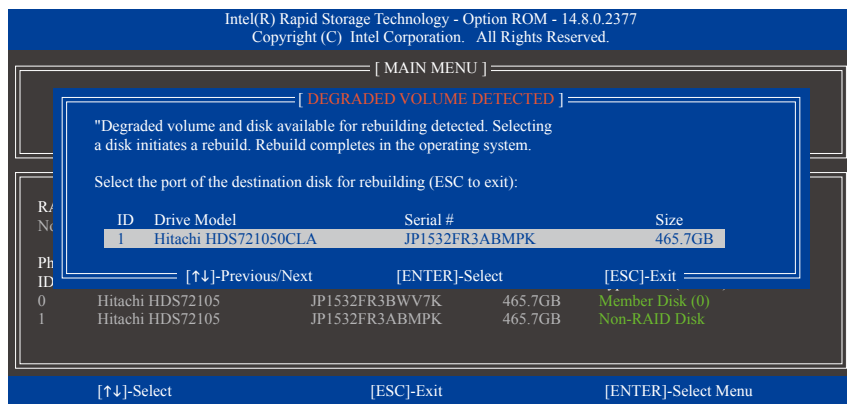 Intel(R) Rapid Storage Technology - Option ROM - 14.8.0.2377
Copyright (C) Intel Corporation. All Rights Reserved.
[ MAIN MENU ]
[ DEGRADED VOLUME DETECTED ]
"Degraded volume and disk available for rebuilding detected. Selecting
a disk initiates a rebuild. Rebuild completes in the operating system.
Select the port of the destination disk for rebuilding (ESC to exit):
ID Drive Model Serial # Size
1 Hitachi HDS721050CLA JP1532FR3ABMPK 465.7GB
[↑↓]-Previous/Next [ENTER]-Select [ESC]-Exit
ID
0 Hitachi HDS72105 JP1532FR3BWV7K 465.7GB Member Disk (0)
1 Hitachi HDS72105 JP1532FR3ABMPK 465.7GB Non-RAID Disk
[↑↓]-Select [ESC]-Exit [ENTER]-Select Menu